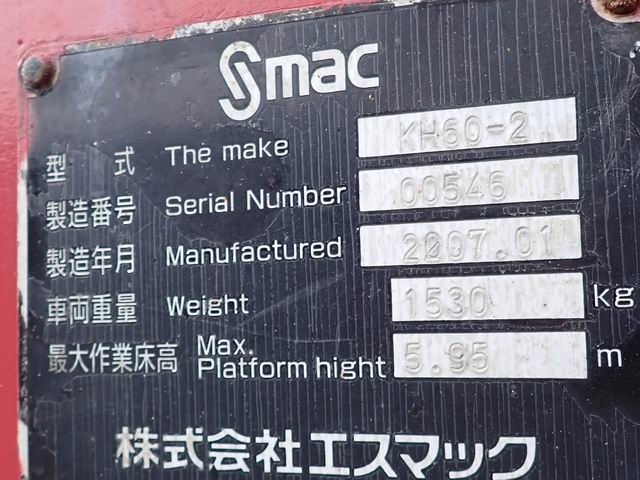 Smac
型式 The make KH60-2
製造番号 Serial Number 00546
製造年月 Manufactured 2007.01
車両重量 Weight 1530 kg
最大作業床高 Max. Platform hight 5.95 m
株式会社エスマック